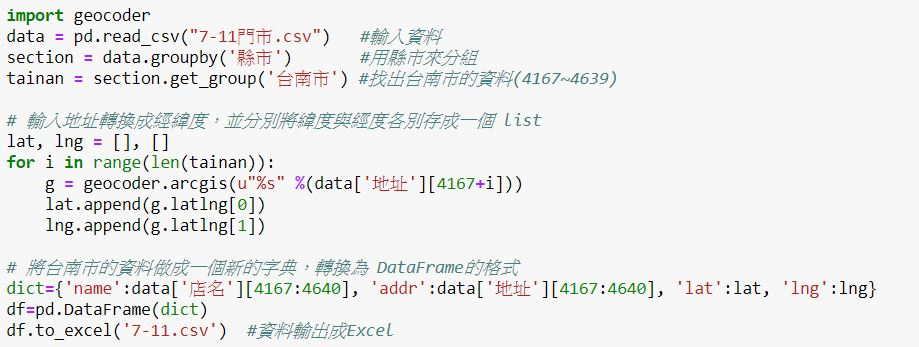 import geocoder
data = pd.read_csv("7-11門市.csv")   #輸入資料
section = data.groupby('縣市')       #用縣市來分組
tainan = section.get_group('台南市') #找出台南市的資料(4167~4639)

# 輸入地址轉換成經緯度，並分別將緯度與經度各別存成一個 list
lat, lng = [], []
for i in range(len(tainan)):
    g = geocoder.arcgis(u"%s" %(data['地址'][4167+i]))
    lat.append(g.latlng[0])
    lng.append(g.latlng[1])

# 將台南市的資料做成一個新的字典，轉換為 DataFrame的格式
dict={'name':data['店名'][4167:4640], 'addr':data['地址'][4167:4640], 'lat':lat, 'lng':lng}
df=pd.DataFrame(dict)
df.to_excel('7-11.csv')  #資料輸出成Excel